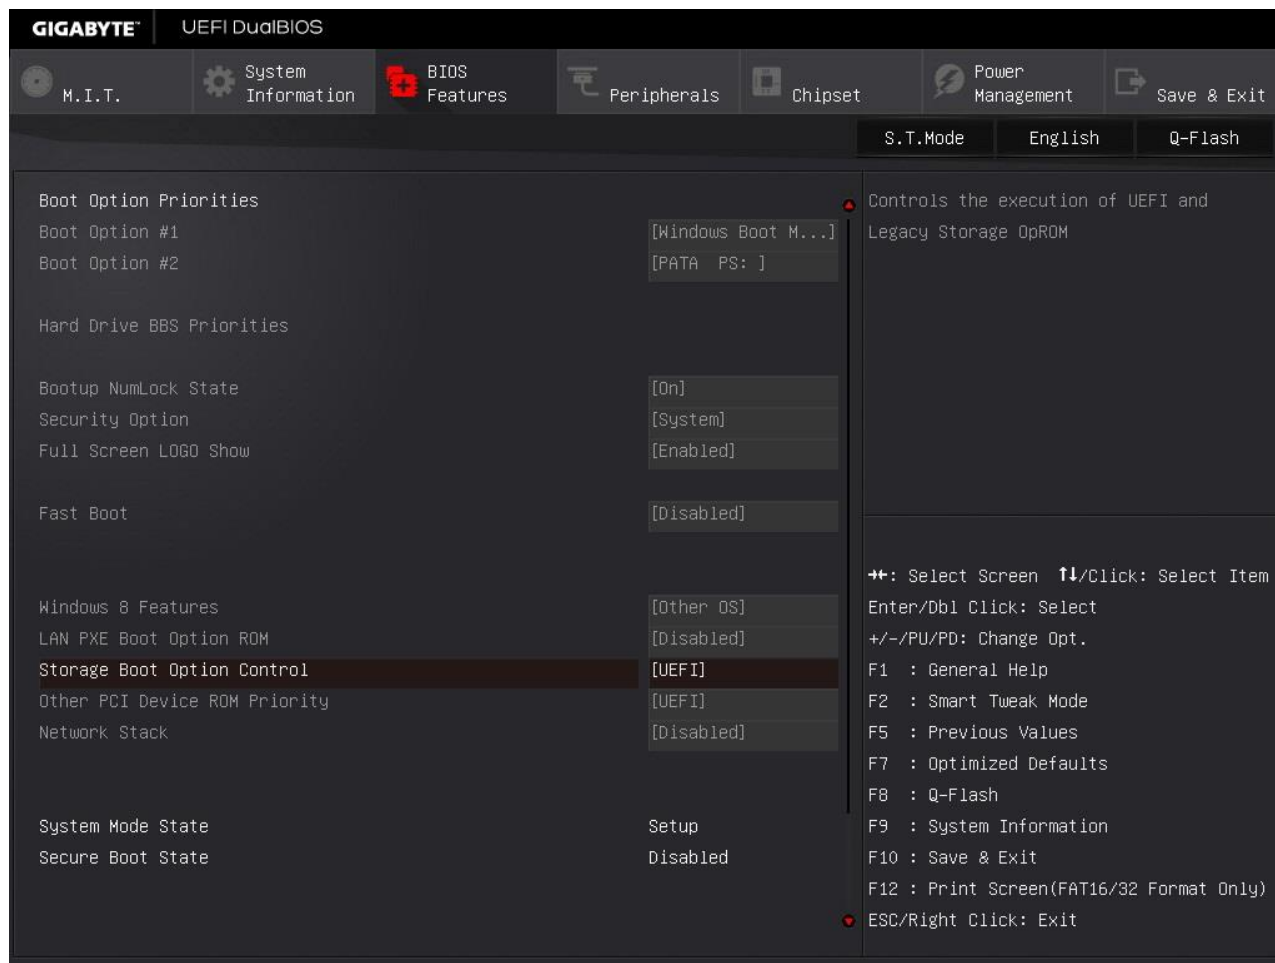 GIGABYTE™ UEFI DualBIOS
M.I.T.
System
Information
BIOS
Features
Peripherals
Chipset
Power
Management
Save & Exit
S.T.Mode English Q-Flash
Boot Option Priorities
Boot Option #1 [Windows Boot M...]
Boot Option #2 [PATA PS: ]
Hard Drive BBS Priorities
Bootup NumLock State [On]
Security Option [System]
Full Screen LOGO Show [Enabled]
Fast Boot [Disabled]
Windows 8 Features [Other OS]
LAN PXE Boot Option ROM [Disabled]
Storage Boot Option Control [UEFI]
Other PCI Device ROM Priority [UEFI]
Network Stack [Disabled]
System Mode State Setup
Secure Boot State Disabled
Controls the execution of UEFI and
Legacy Storage OpROM
→←: Select Screen ↑↓/Click: Select Item
Enter/Dbl Click: Select
+/-/PU/PD: Change Opt.
F1 : General Help
F2 : Smart Tweak Mode
F5 : Previous Values
F7 : Optimized Defaults
F8 : Q-Flash
F9 : System Information
F10 : Save & Exit
F12 : Print Screen(FAT16/32 Format Only)
ESC/Right Click: Exit